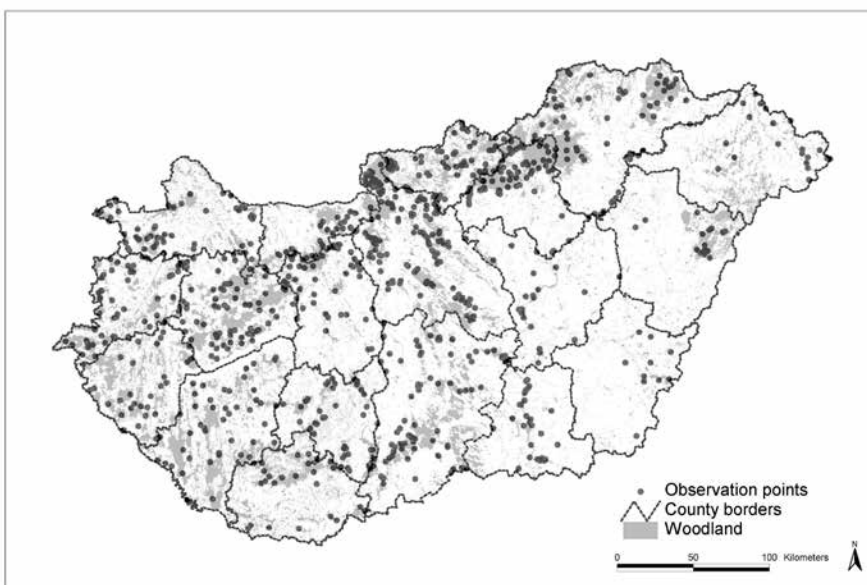 Observation points
County borders
Woodland
N
0 50 100 Kilometers